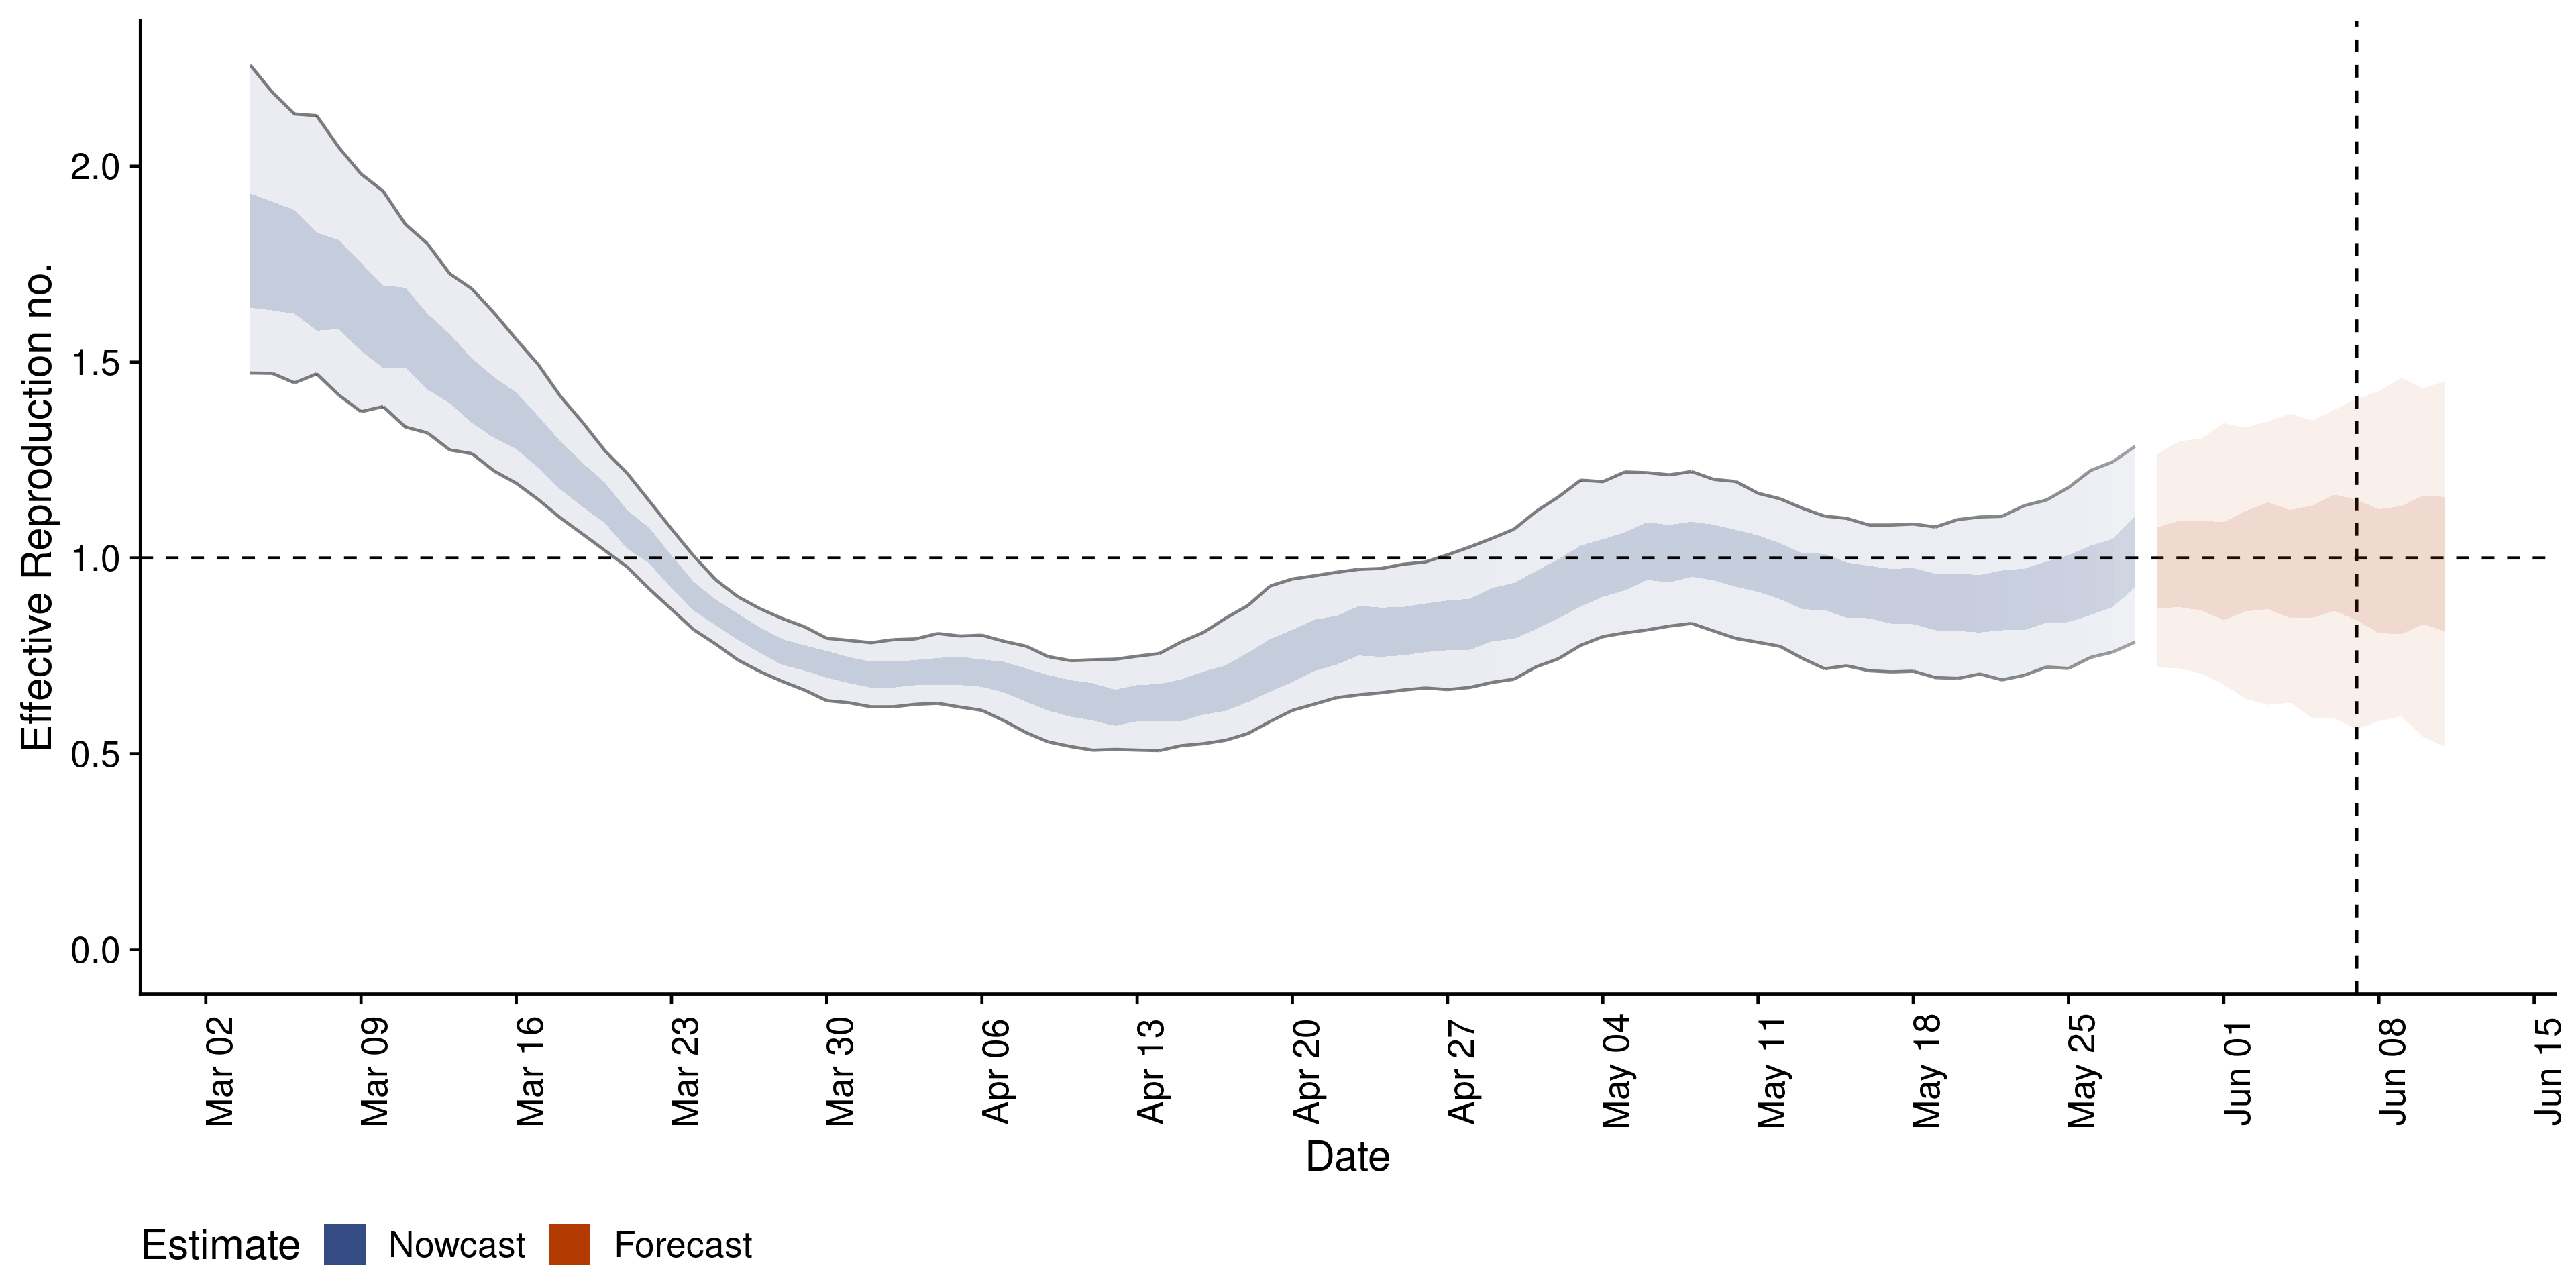 Effective Reproduction no.
2.0
1.5
1.0
0.5
0.0
Mar 02
Mar 09
Mar 16
Mar 23
Mar 30
Apr 06
Apr 13
Apr 20
Apr 27
May 04
May 11
May 18
May 25
Jun 01
Jun 08
Jun 15
Date
Estimate Nowcast Forecast